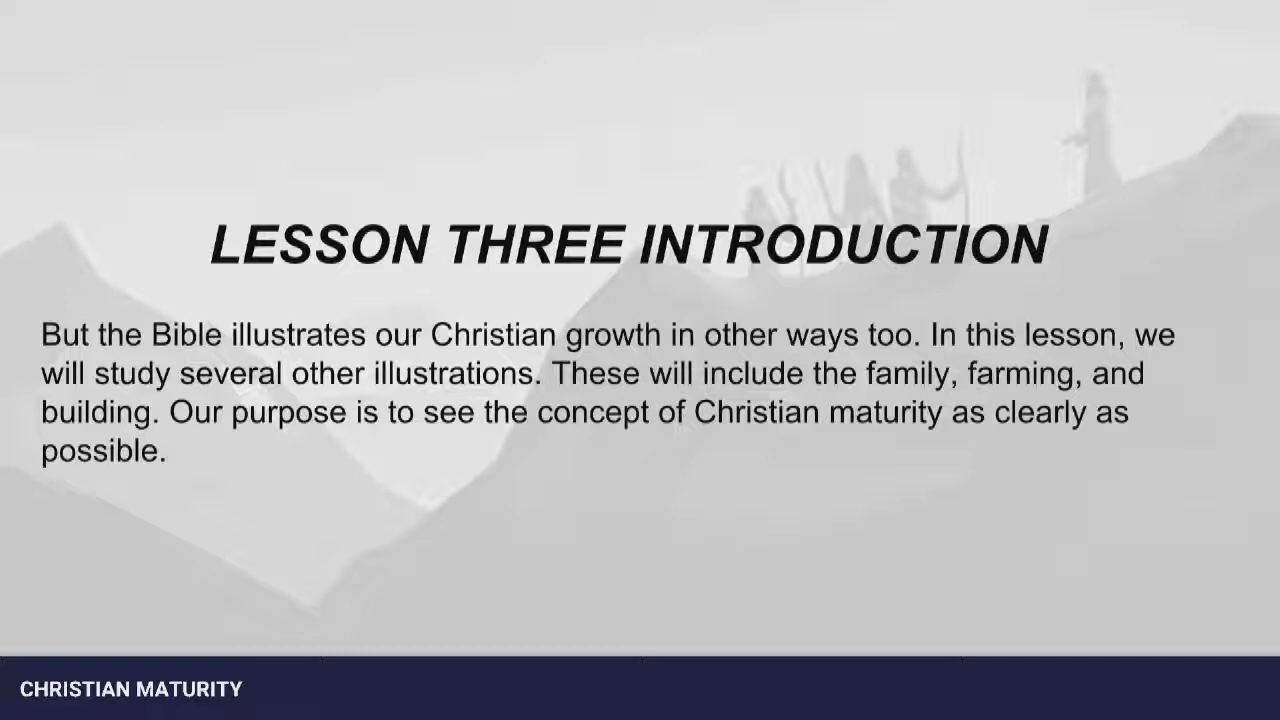 LESSON THREE INTRODUCTION
But the Bible illustrates our Christian growth in other ways too. In this lesson, we
will study several other illustrations. These will include the family, farming, and
building. Our purpose is to see the concept of Christian maturity as clearly as
possible.
CHRISTIAN MATURITY